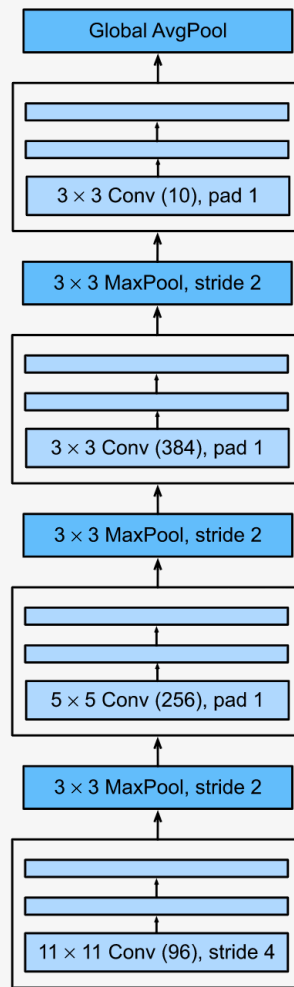 Global AvgPool
3 × 3 Conv (10), pad 1
3 × 3 MaxPool, stride 2
3 × 3 Conv (384), pad 1
3 × 3 MaxPool, stride 2
5 × 5 Conv (256), pad 1
3 × 3 MaxPool, stride 2
11 × 11 Conv (96), stride 4